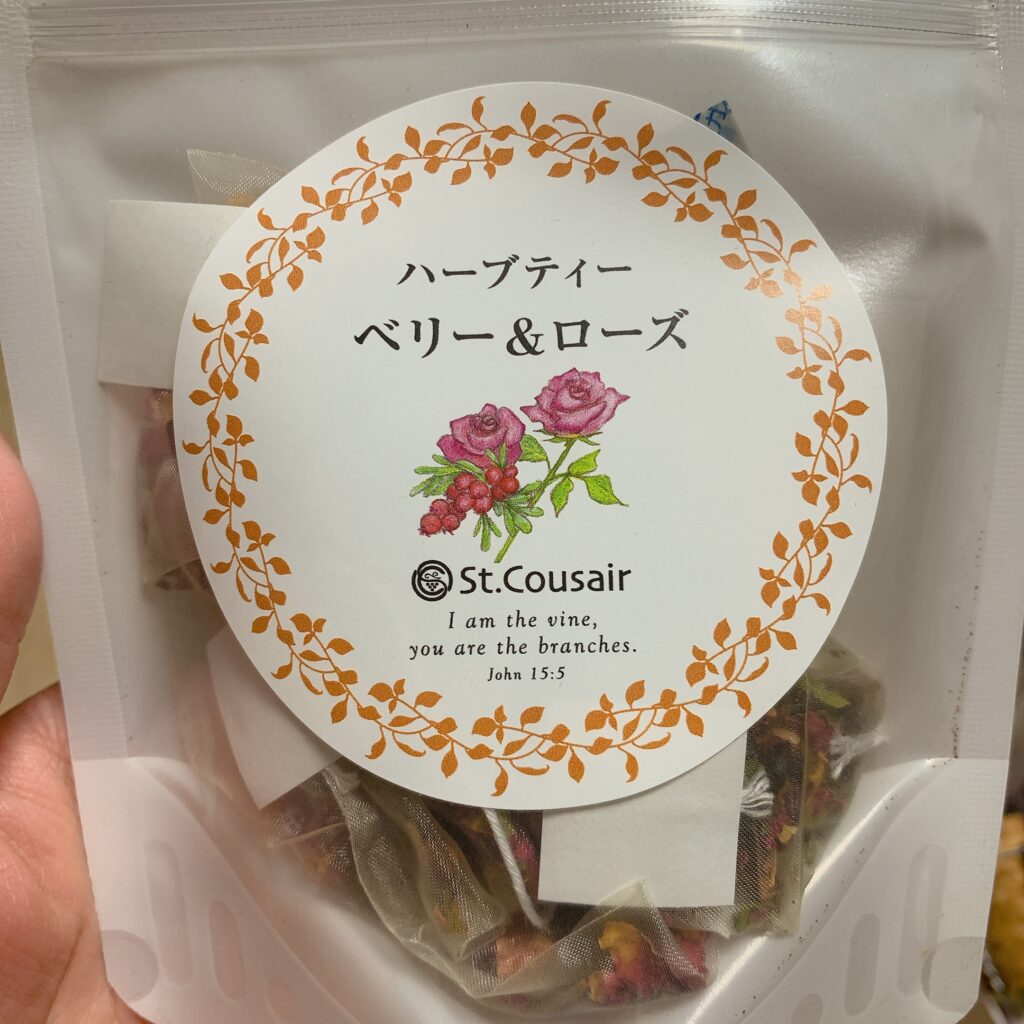 ハーブティー
ベリー&ローズ
St.Cousair
I am the vine,
you are the branches.
John 15:5